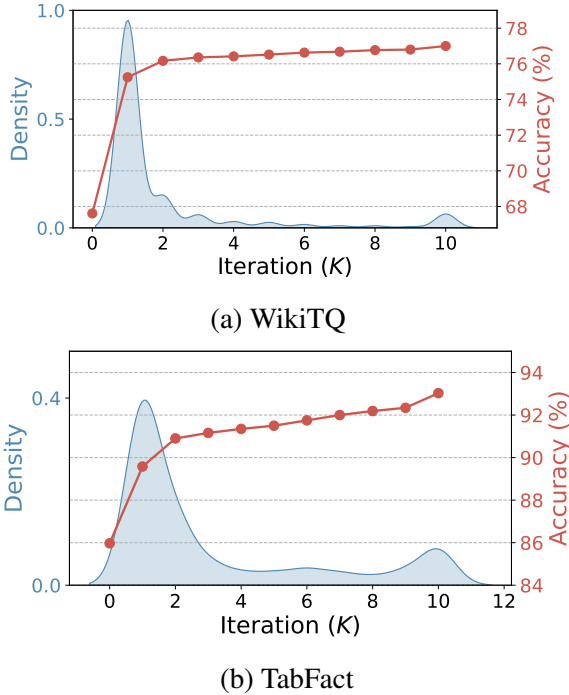 1.0
0.5
0.0
Density
78
76
74
72
70
68
Accuracy (%)
0 2 4 6 8 10
Iteration (K)
(a) WikiTQ
0.4
0.0
Density
94
92
90
88
86
84
Accuracy (%)
0 2 4 6 8 10 12
Iteration (K)
(b) TabFact